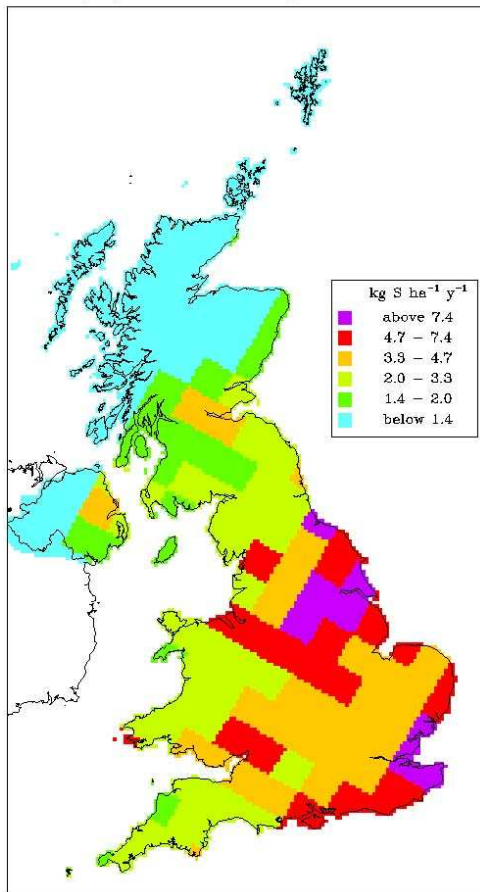 kg S ha⁻¹ y⁻¹
above 7.4
4.7 – 7.4
3.3 – 4.7
2.0 – 3.3
1.4 – 2.0
below 1.4